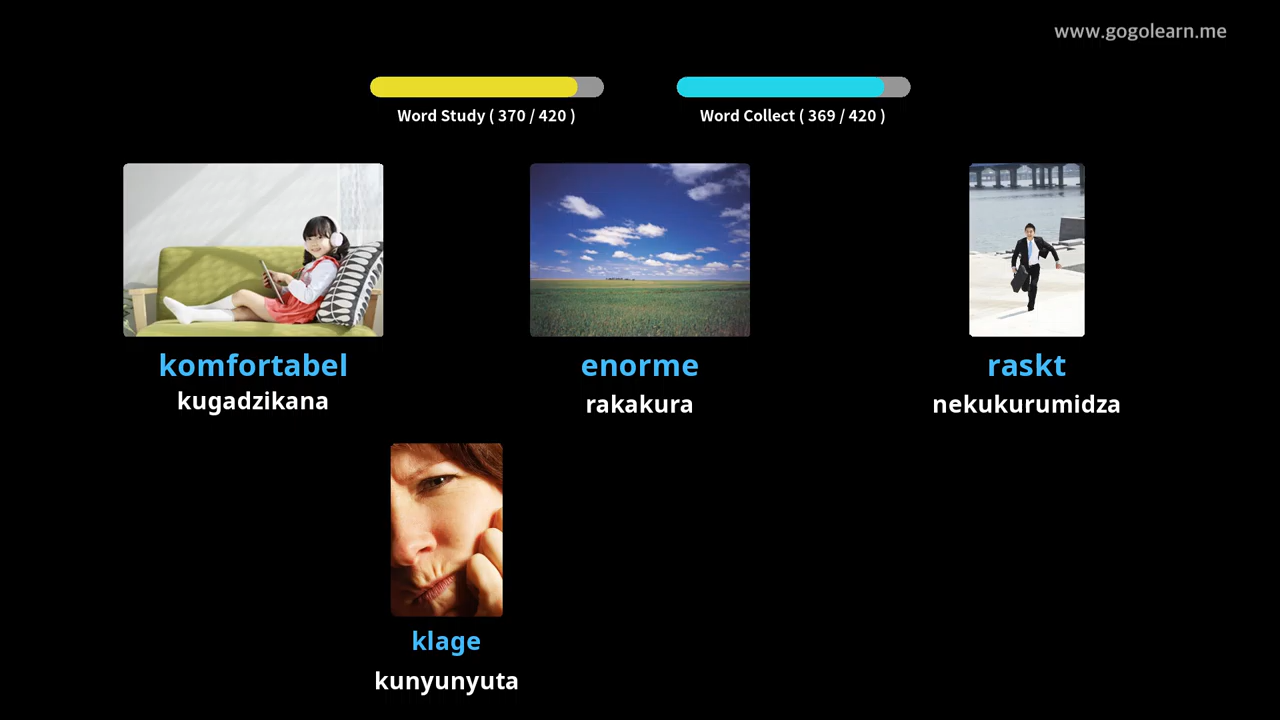 www.gogolearn.me
Word Study ( 370 / 420 )
Word Collect ( 369 / 420 )
komfortabel
kugadzikana
enorme
rakakura
raskt
nekukurumidza
klage
kunyunyuta